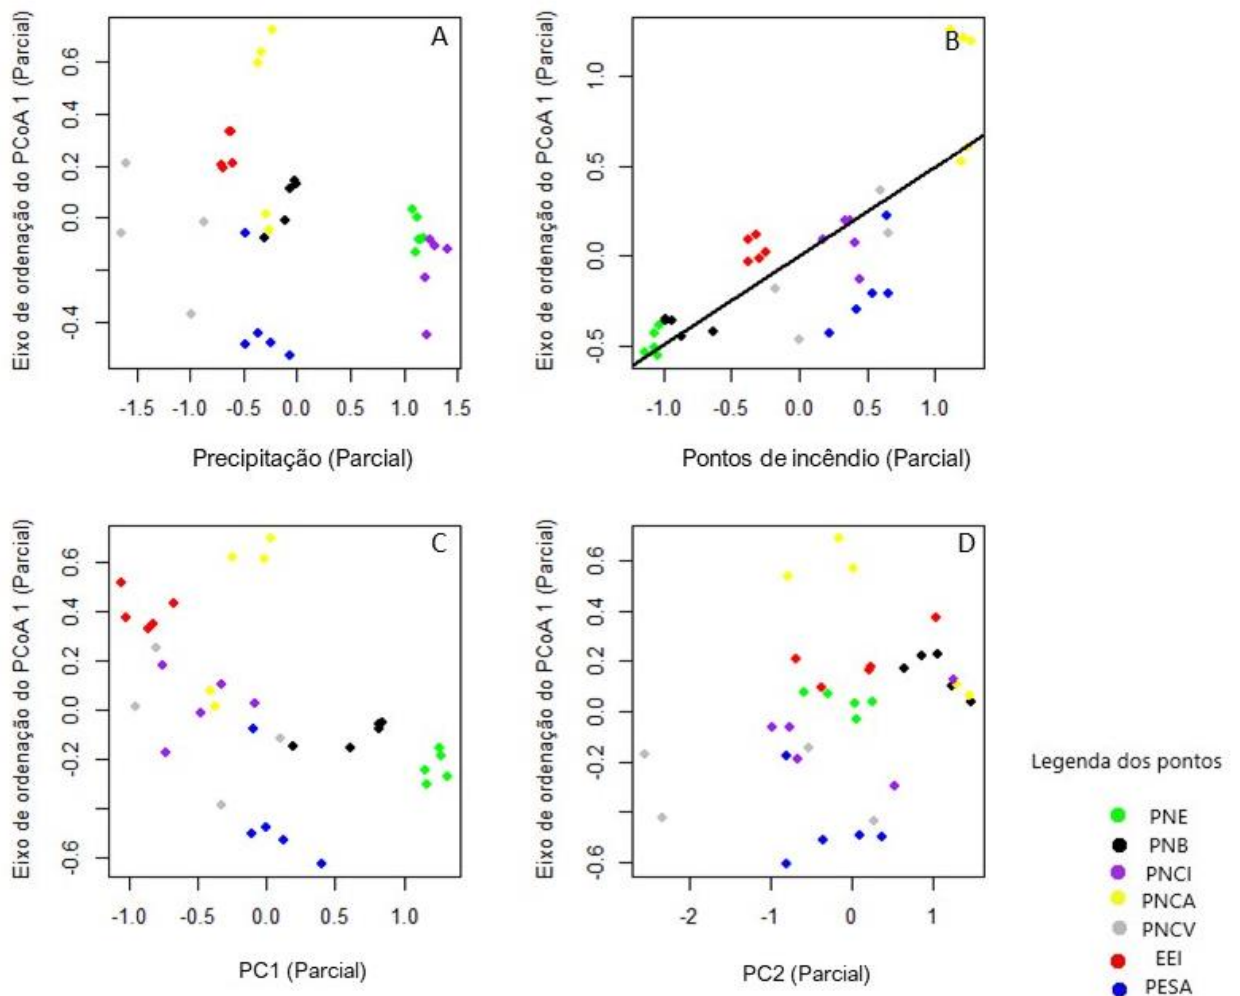 A
Eixo de ordenação do PCoA 1 (Parcial)
0.6
0.4
0.2
0.0
-0.4
-1.5 -1.0 -0.5 0.0 0.5 1.0 1.5
Precipitação (Parcial)
B
Eixo de ordenação do PCoA 1 (Parcial)
1.0
0.5
0.0
-0.5
-1.0 -0.5 0.0 0.5 1.0
Pontos de incêndio (Parcial)
C
Eixo de ordenação do PCoA 1 (Parcial)
0.6
0.4
0.2
0.0
-0.2
-0.6
-1.0 -0.5 0.0 0.5 1.0
PC1 (Parcial)
D
Eixo de ordenação do PCoA 1 (Parcial)
0.6
0.4
0.2
0.0
-0.2
-0.6
-2 -1 0 1
PC2 (Parcial)
Legenda dos pontos
PNE
PNB
PNCI
PNCA
PNCV
EEI
PESA